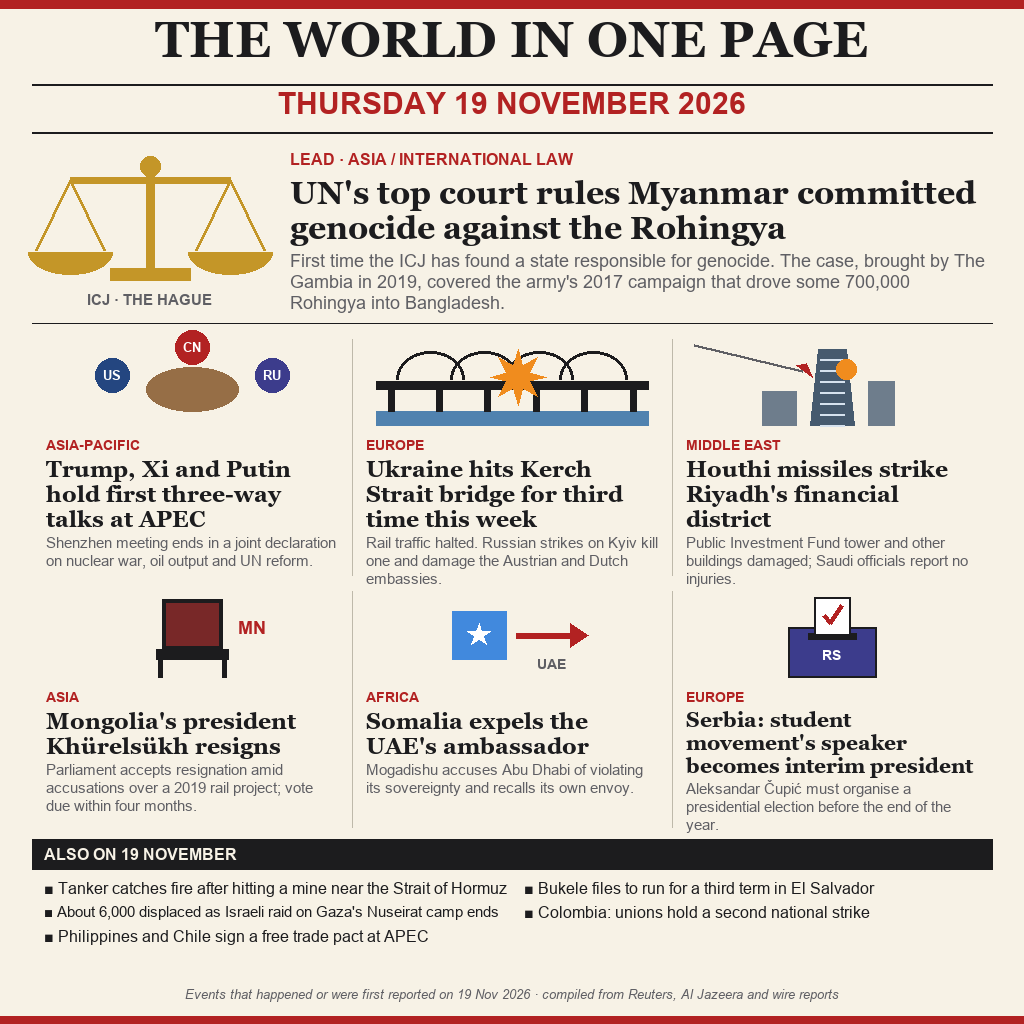 THE WORLD IN ONE PAGE
THURSDAY 19 NOVEMBER 2026
LEAD · ASIA / INTERNATIONAL LAW
UN's top court rules Myanmar committed
genocide against the Rohingya
First time the ICJ has found a state responsible for genocide. The case, brought by The
Gambia in 2019, covered the army's 2017 campaign that drove some 700,000
Rohingya into Bangladesh.
ICJ · THE HAGUE
US
CN
RU
ASIA-PACIFIC
Trump, Xi and Putin
hold first three-way
talks at APEC
Shenzhen meeting ends in a joint declaration
on nuclear war, oil output and UN reform.
EUROPE
Ukraine hits Kerch
Strait bridge for third
time this week
Rail traffic halted. Russian strikes on Kyiv kill
one and damage the Austrian and Dutch
embassies.
MIDDLE EAST
Houthi missiles strike
Riyadh's financial
district
Public Investment Fund tower and other
buildings damaged; Saudi officials report no
injuries.
MN
ASIA
Mongolia's president
Khürelsükh resigns
Parliament accepts resignation amid
accusations over a 2019 rail project; vote
due within four months.
UAE
AFRICA
Somalia expels the
UAE's ambassador
Mogadishu accuses Abu Dhabi of violating
its sovereignty and recalls its own envoy.
RS
EUROPE
Serbia: student
movement's speaker
becomes interim president
Aleksandar Čupić must organise a
presidential election before the end of the
year.
ALSO ON 19 NOVEMBER
■ Tanker catches fire after hitting a mine near the Strait of Hormuz
■ About 6,000 displaced as Israeli raid on Gaza's Nuseirat camp ends
■ Philippines and Chile sign a free trade pact at APEC
■ Bukele files to run for a third term in El Salvador
■ Colombia: unions hold a second national strike
Events that happened or were first reported on 19 Nov 2026 · compiled from Reuters, Al Jazeera and wire reports